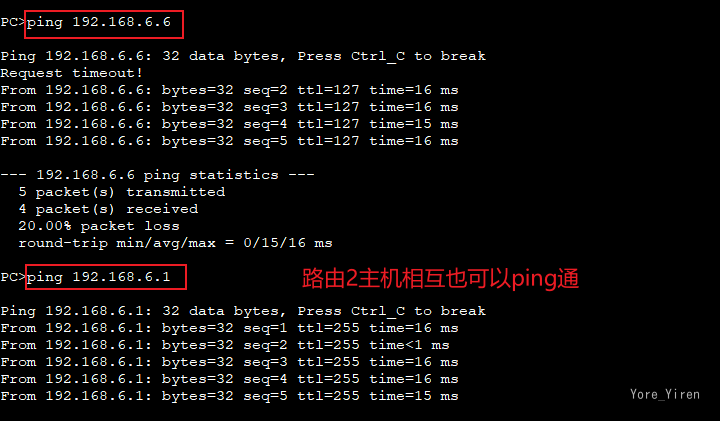 PC>ping 192.168.6.6
Ping 192.168.6.6: 32 data bytes, Press Ctrl_C to break
Request timeout!
From 192.168.6.6: bytes=32 seq=2 ttl=127 time=16 ms
From 192.168.6.6: bytes=32 seq=3 ttl=127 time=16 ms
From 192.168.6.6: bytes=32 seq=4 ttl=127 time=15 ms
From 192.168.6.6: bytes=32 seq=5 ttl=127 time=16 ms
--- 192.168.6.6 ping statistics ---
5 packet(s) transmitted
4 packet(s) received
20.00% packet loss
round-trip min/avg/max = 0/15/16 ms
PC>ping 192.168.6.1
路由2主机相互也可以ping通
Ping 192.168.6.1: 32 data bytes, Press Ctrl_C to break
From 192.168.6.1: bytes=32 seq=1 ttl=255 time=16 ms
From 192.168.6.1: bytes=32 seq=2 ttl=255 time<1 ms
From 192.168.6.1: bytes=32 seq=3 ttl=255 time=16 ms
From 192.168.6.1: bytes=32 seq=4 ttl=255 time=16 ms
From 192.168.6.1: bytes=32 seq=5 ttl=255 time=15 ms
Yore_Yiren